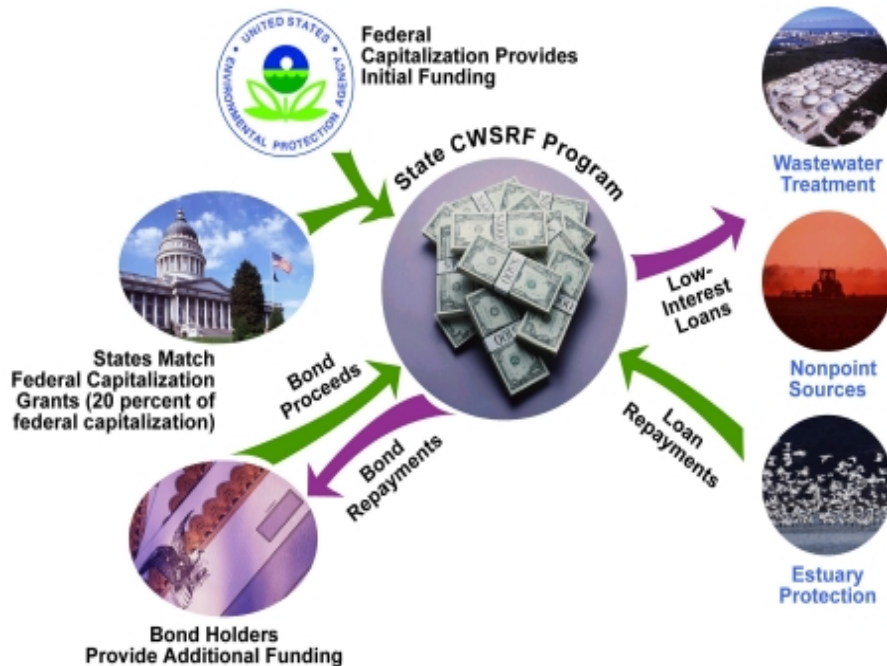 UNITED STATES
ENVIRONMENTAL PROTECTION AGENCY
Federal
Capitalization Provides
Initial Funding
State CWSRF Program
Wastewater
Treatment
Low-
Interest
Loans
States Match
Federal Capitalization
Grants (20 percent of
federal capitalization)
Bond
Proceeds
Nonpoint
Sources
Loan
Repayments
Bond
Repayments
Estuary
Protection
Bond Holders
Provide Additional Funding